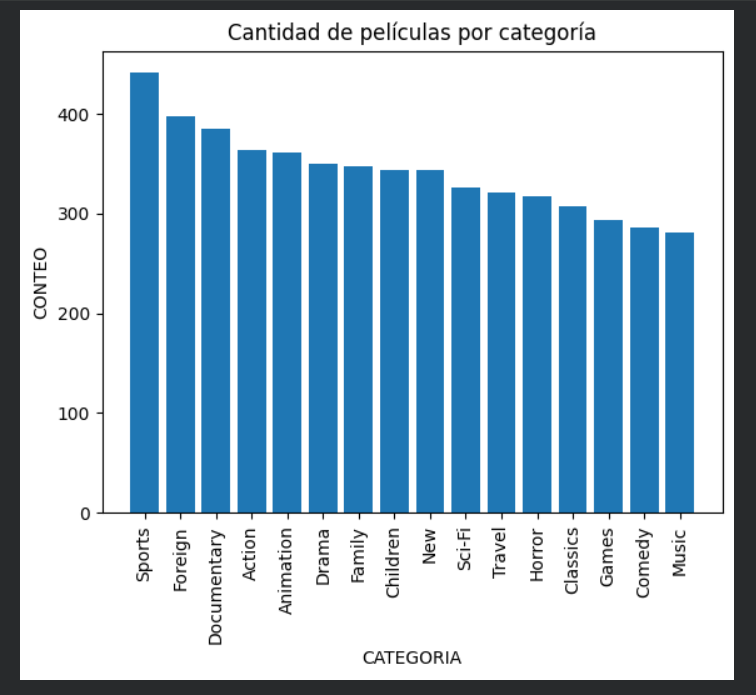 Cantidad de películas por categoría
CONTEO
400
300
200
100
0
Sports
Foreign
Documentary
Action
Animation
Drama
Family
Children
New
Sci-Fi
Travel
Horror
Classics
Games
Comedy
Music
CATEGORIA